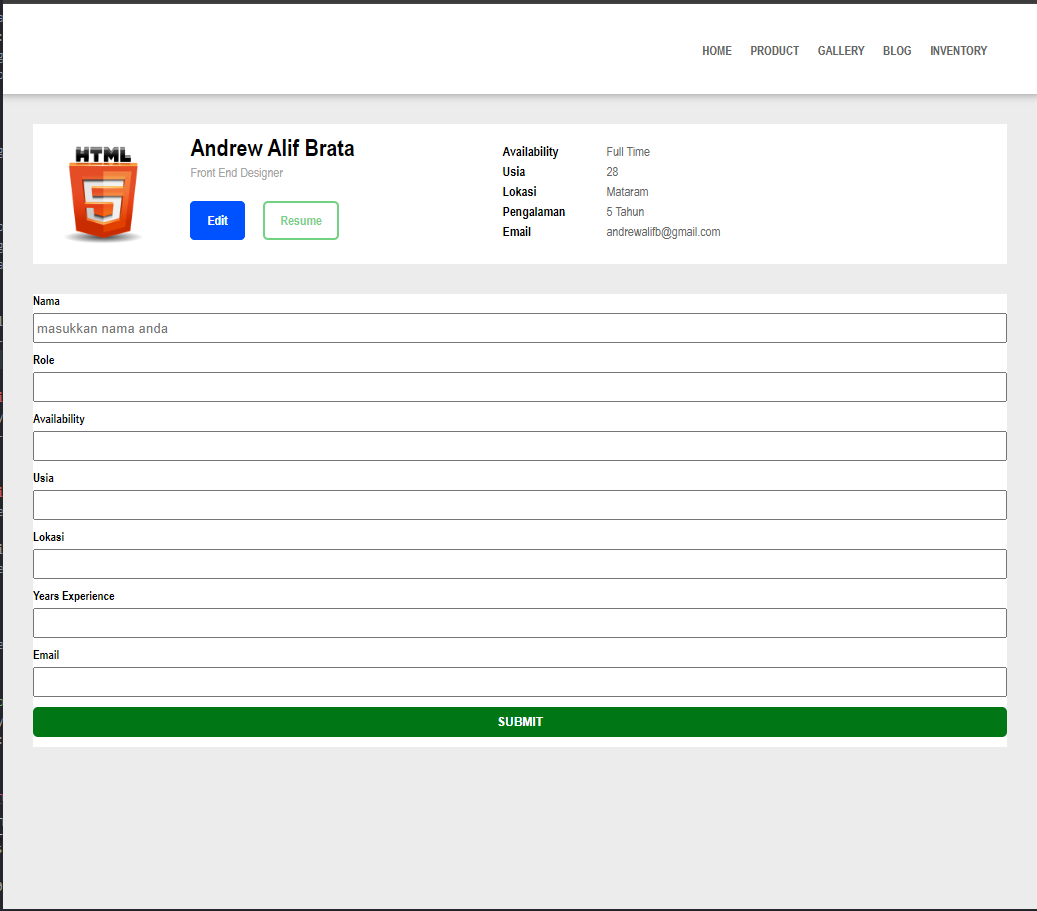 HOME PRODUCT GALLERY BLOG INVENTORY
HTML
5
Andrew Alif Brata
Front End Designer
Edit Resume
Availability Full Time
Usia 28
Lokasi Mataram
Pengalaman 5 Tahun
Email andrewalifb@gmail.com
Nama
masukkan nama anda
Role
Availability
Usia
Lokasi
Years Experience
Email
SUBMIT